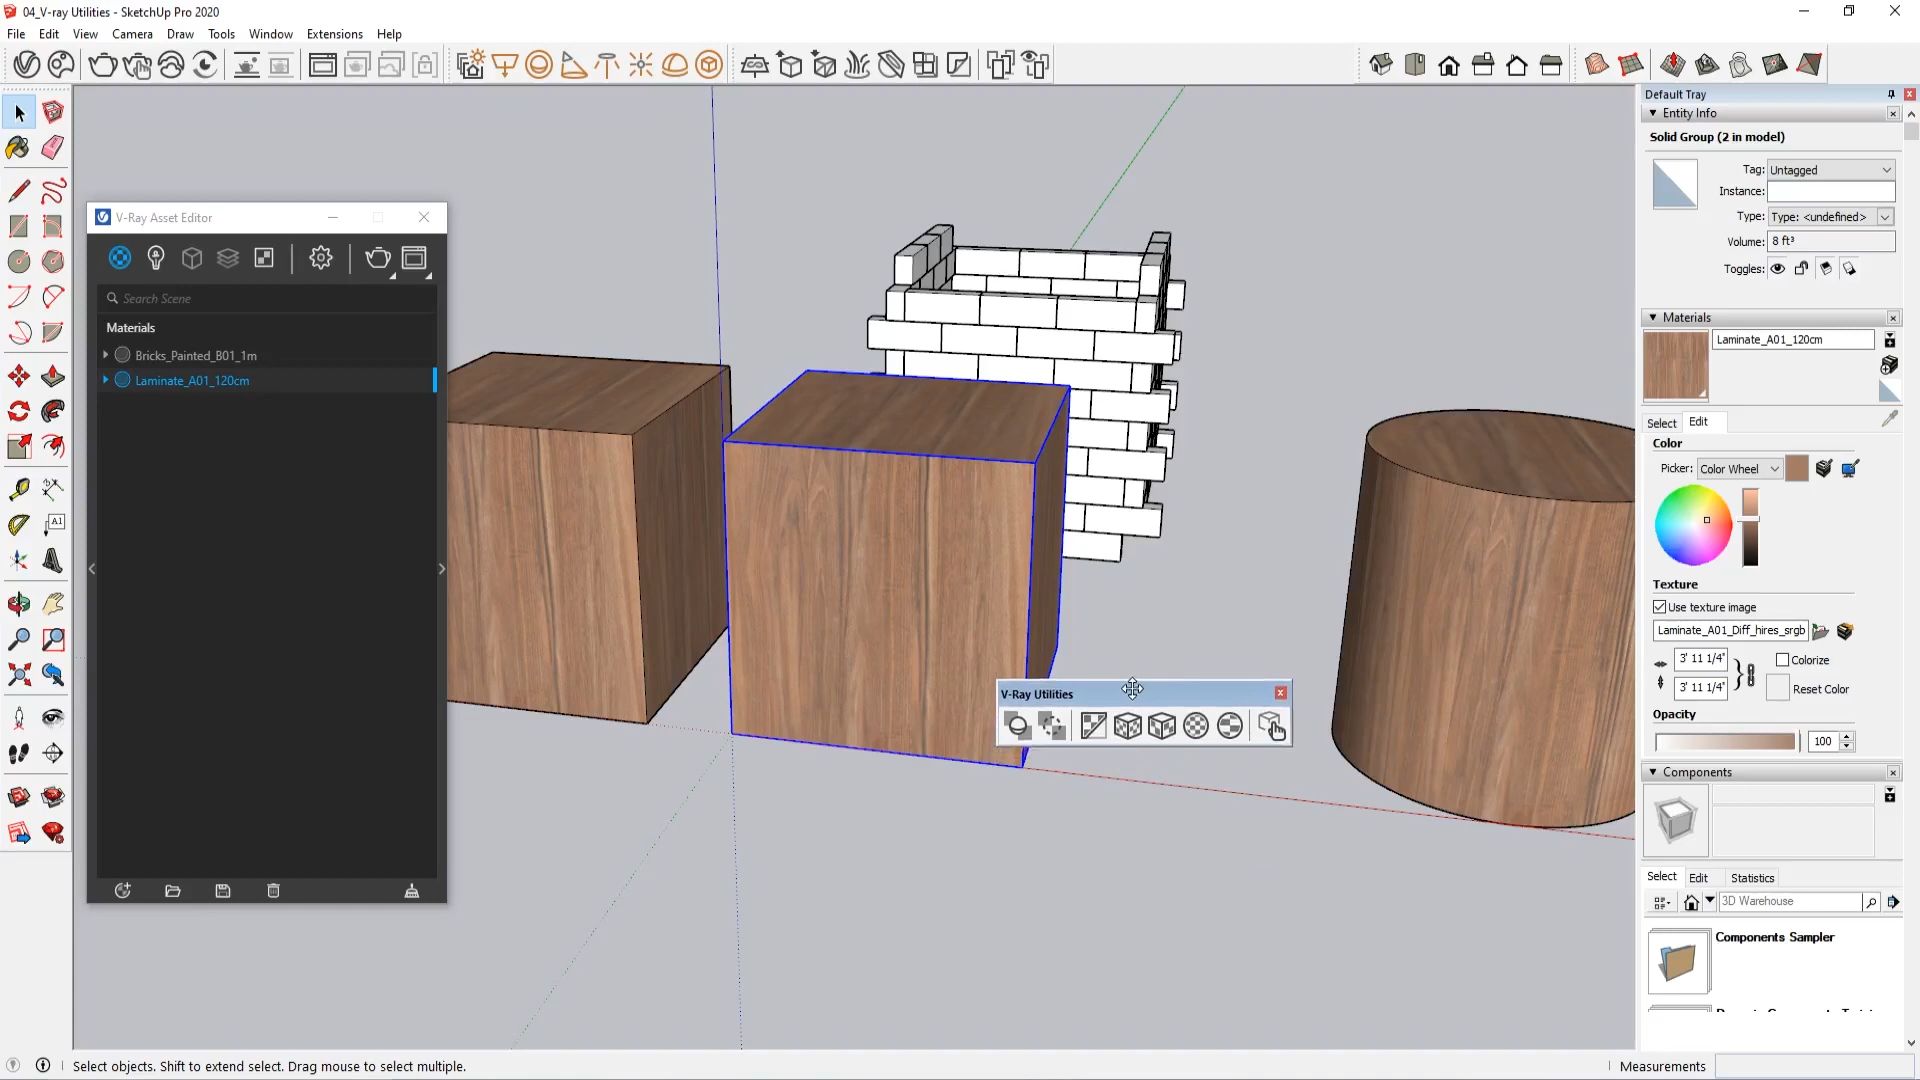 04_V-ray Utilities - SketchUp Pro 2020
File Edit View Camera Draw Tools Window Extensions Help
Default Tray
Entity Info
Solid Group (2 in model)
Tag: Untagged
Instance:
Type: Type: <undefined>
Volume: 8 ft³
Toggles:
Materials
Laminate_A01_120cm
Select Edit
Color
Picker: Color Wheel
Texture
Use texture image
Laminate_A01_Diff_hires_srgb
3' 11 1/4" Colorize
3' 11 1/4" Reset Color
Opacity
100
Components
Select Edit Statistics
3D Warehouse
Components Sampler
V-Ray Asset Editor
Search Scene
Materials
Bricks_Painted_B01_1m
Laminate_A01_120cm
V-Ray Utilities
A1
Select objects. Shift to extend select. Drag mouse to select multiple.
Measurements